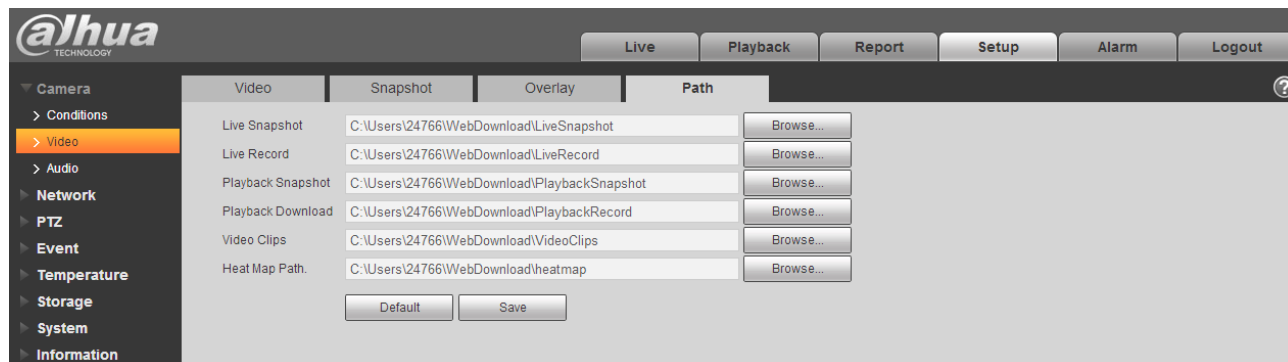 alhua
TECHNOLOGY
Live Playback Report Setup Alarm Logout
Camera
Conditions
Video
Audio
Network
PTZ
Event
Temperature
Storage
System
Information
Video Snapshot Overlay Path
?
Live Snapshot C:\Users\24766\WebDownload\LiveSnapshot Browse...
Live Record C:\Users\24766\WebDownload\LiveRecord Browse...
Playback Snapshot C:\Users\24766\WebDownload\PlaybackSnapshot Browse...
Playback Download C:\Users\24766\WebDownload\PlaybackRecord Browse...
Video Clips C:\Users\24766\WebDownload\VideoClips Browse...
Heat Map Path. C:\Users\24766\WebDownload\heatmap Browse...
Default Save